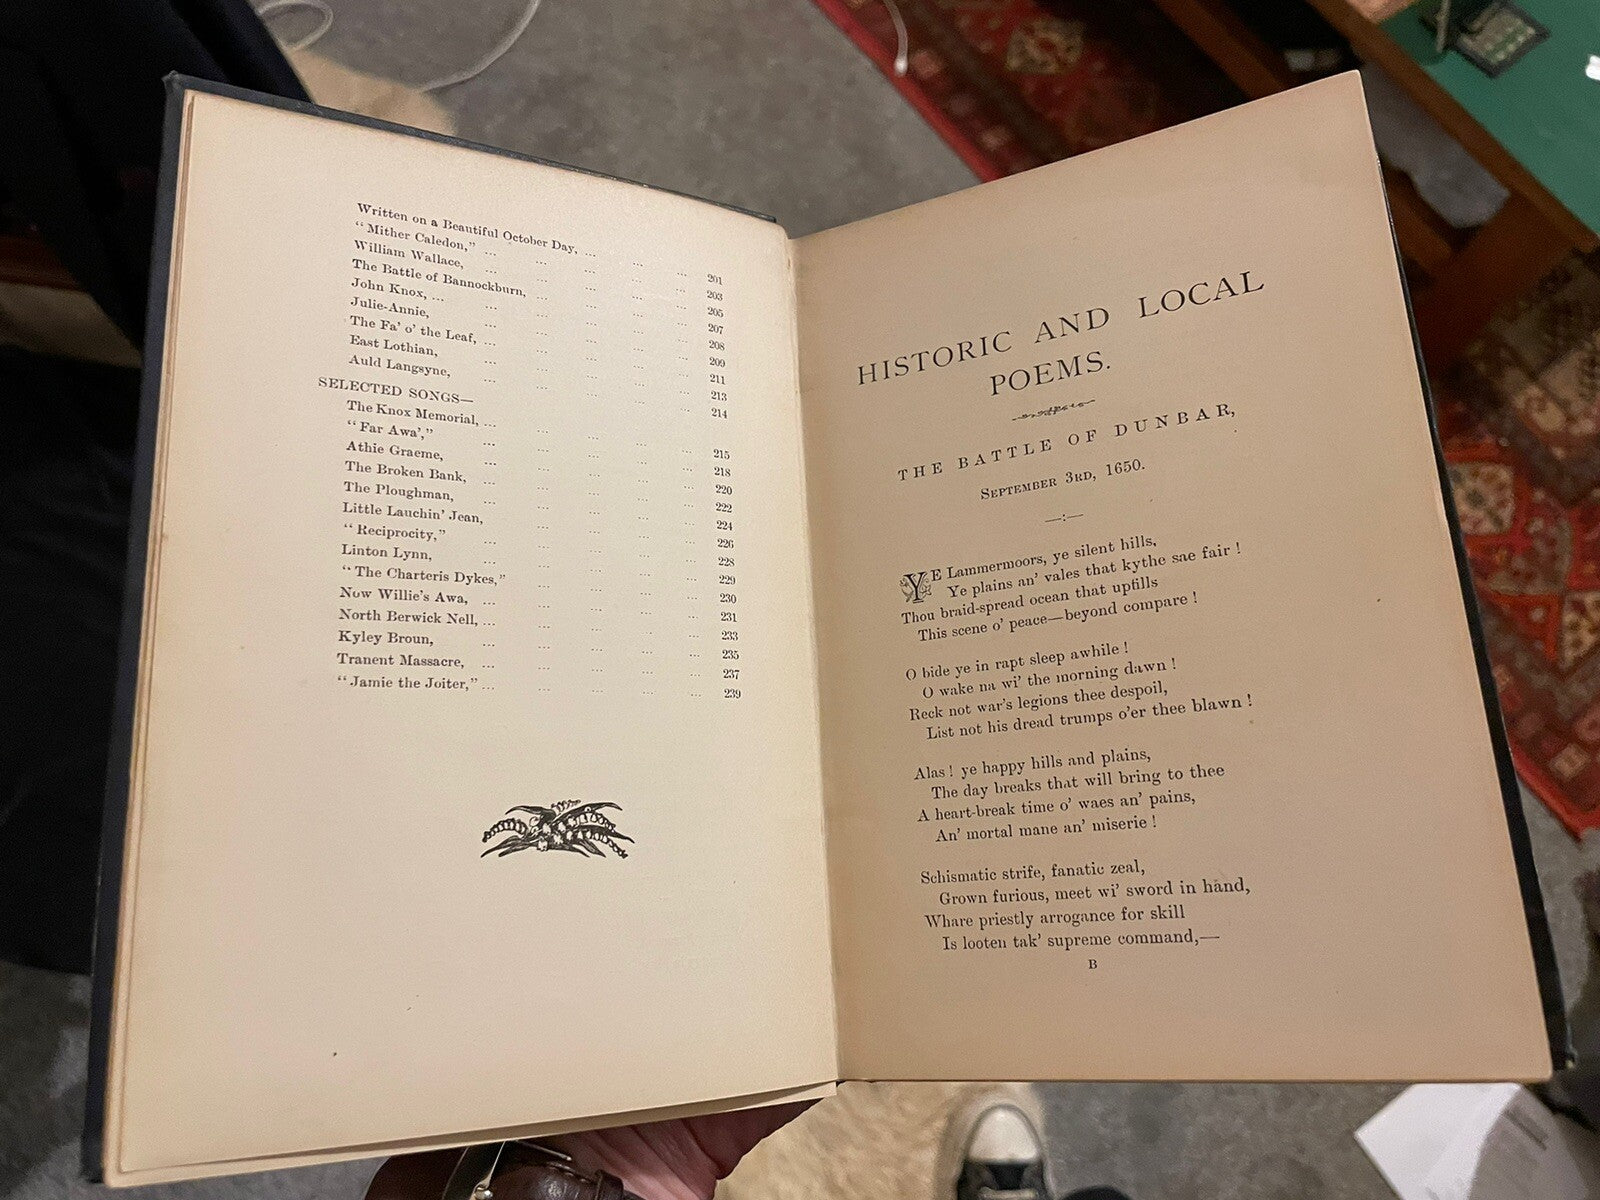 Written on a Beautiful October Day, ... ... ... 201
"Mither Caledon," ... ... ... ... ... 203
William Wallace, ... ... ... ... ... 205
The Battle of Bannockburn, ... ... ... ... 207
John Knox, ... ... ... ... ... ... 208
Julie-Annie, ... ... ... ... ... 209
The Fa' o' the Leaf, ... ... ... ... ... 211
East Lothian, ... ... ... ... ... 213
Auld Langsyne, ... ... ... ... ... 214
SELECTED SONGS—
The Knox Memorial, ... ... ... ... ... 215
"Far Awa'," ... ... ... ... ... 218
Athie Graeme, ... ... ... ... ... 220
The Broken Bank, ... ... ... ... ... 222
The Ploughman, ... ... ... ... ... 224
Little Lauchin' Jean, ... ... ... ... ... 226
"Reciprocity," ... ... ... ... ... 228
Linton Lynn, ... ... ... ... ... 229
"The Charteris Dykes," ... ... ... ... 230
Now Willie's Awa, ... ... ... ... ... 231
North Berwick Nell, ... ... ... ... ... 233
Kyley Broun, ... ... ... ... ... 235
Tranent Massacre, ... ... ... ... ... 237
"Jamie the Joiter," ... ... ... ... ... 239
HISTORIC AND LOCAL
POEMS.
THE BATTLE OF DUNBAR,
SEPTEMBER 3RD, 1650.
—:—
YE Lammermoors, ye silent hills,
Ye plains an' vales that kythe sae fair !
Thou braid-spread ocean that upfills
This scene o' peace—beyond compare !
O bide ye in rapt sleep awhile !
O wake na wi' the morning dawn !
Reck not war's legions thee despoil,
List not his dread trumps o'er thee blawn !
Alas ! ye happy hills and plains,
The day breaks that will bring to thee
A heart-break time o' waes an' pains,
An' mortal mane an' miserie !
Schismatic strife, fanatic zeal,
Grown furious, meet wi' sword in hand,
Whare priestly arrogance for skill
Is looten tak' supreme command,—
B